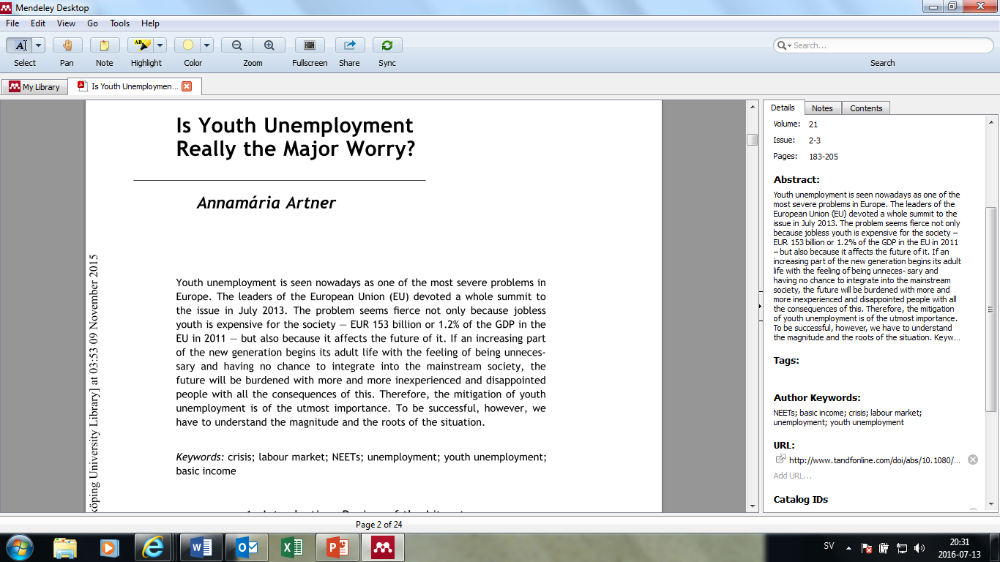 Mendeley Desktop
File Edit View Go Tools Help
Select Pan Note Highlight Color Zoom Fullscreen Share Sync
Search...
Search
My Library Is Youth Unemploymen...
Is Youth Unemployment
Really the Major Worry?
Annamária Artner
Youth unemployment is seen nowadays as one of the most severe problems in
Europe. The leaders of the European Union (EU) devoted a whole summit to
the issue in July 2013. The problem seems fierce not only because jobless
youth is expensive for the society — EUR 153 billion or 1.2% of the GDP in the
EU in 2011 — but also because it affects the future of it. If an increasing part
of the new generation begins its adult life with the feeling of being unneces-
sary and having no chance to integrate into the mainstream society, the
future will be burdened with more and more inexperienced and disappointed
people with all the consequences of this. Therefore, the mitigation of youth
unemployment is of the utmost importance. To be successful, however, we
have to understand the magnitude and the roots of the situation.
Keywords: crisis; labour market; NEETs; unemployment; youth unemployment;
basic income
köping University Library] at 03:53 09 November 2015
Details Notes Contents
Volume: 21
Issue: 2-3
Pages: 183-205
Abstract:
Youth unemployment is seen nowadays as one of the
most severe problems in Europe. The leaders of the
European Union (EU) devoted a whole summit to the
issue in July 2013. The problem seems fierce not only
because jobless youth is expensive for the society –
EUR 153 billion or 1.2% of the GDP in the EU in 2011
– but also because it affects the future of it. If an
increasing part of the new generation begins its adult
life with the feeling of being unneces- sary and
having no chance to integrate into the mainstream
society, the future will be burdened with more and
more inexperienced and disappointed people with all
the consequences of this. Therefore, the mitigation
of youth unemployment is of the utmost importance.
To be successful, however, we have to understand
the magnitude and the roots of the situation. Keyw...
Tags:
Author Keywords:
NEETs; basic income; crisis; labour market;
unemployment; youth unemployment
URL:
http://www.tandfonline.com/doi/abs/10.1080/...
Add URL...
Catalog IDs
Page 2 of 24
SV
20:31
2016-07-13